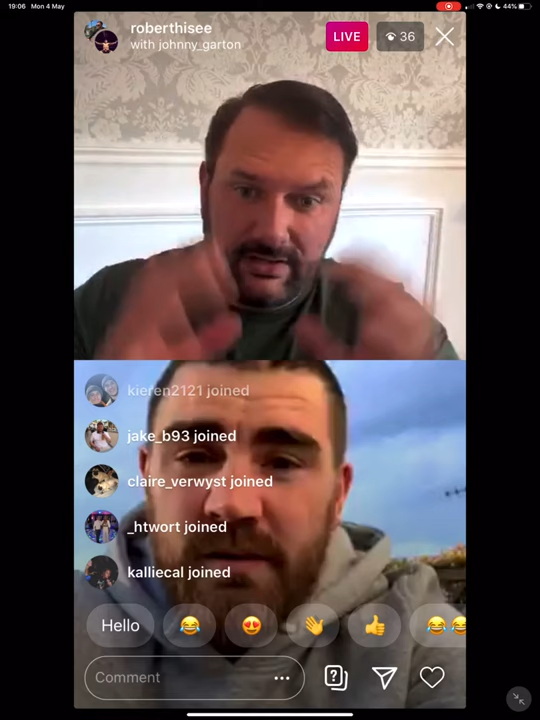 19:06 Mon 4 May
44%
roberthisee
with johnny_garton
LIVE
36
kieren2121 joined
jake_b93 joined
claire_verwyst joined
_htwort joined
kalliecal joined
Hello
Comment